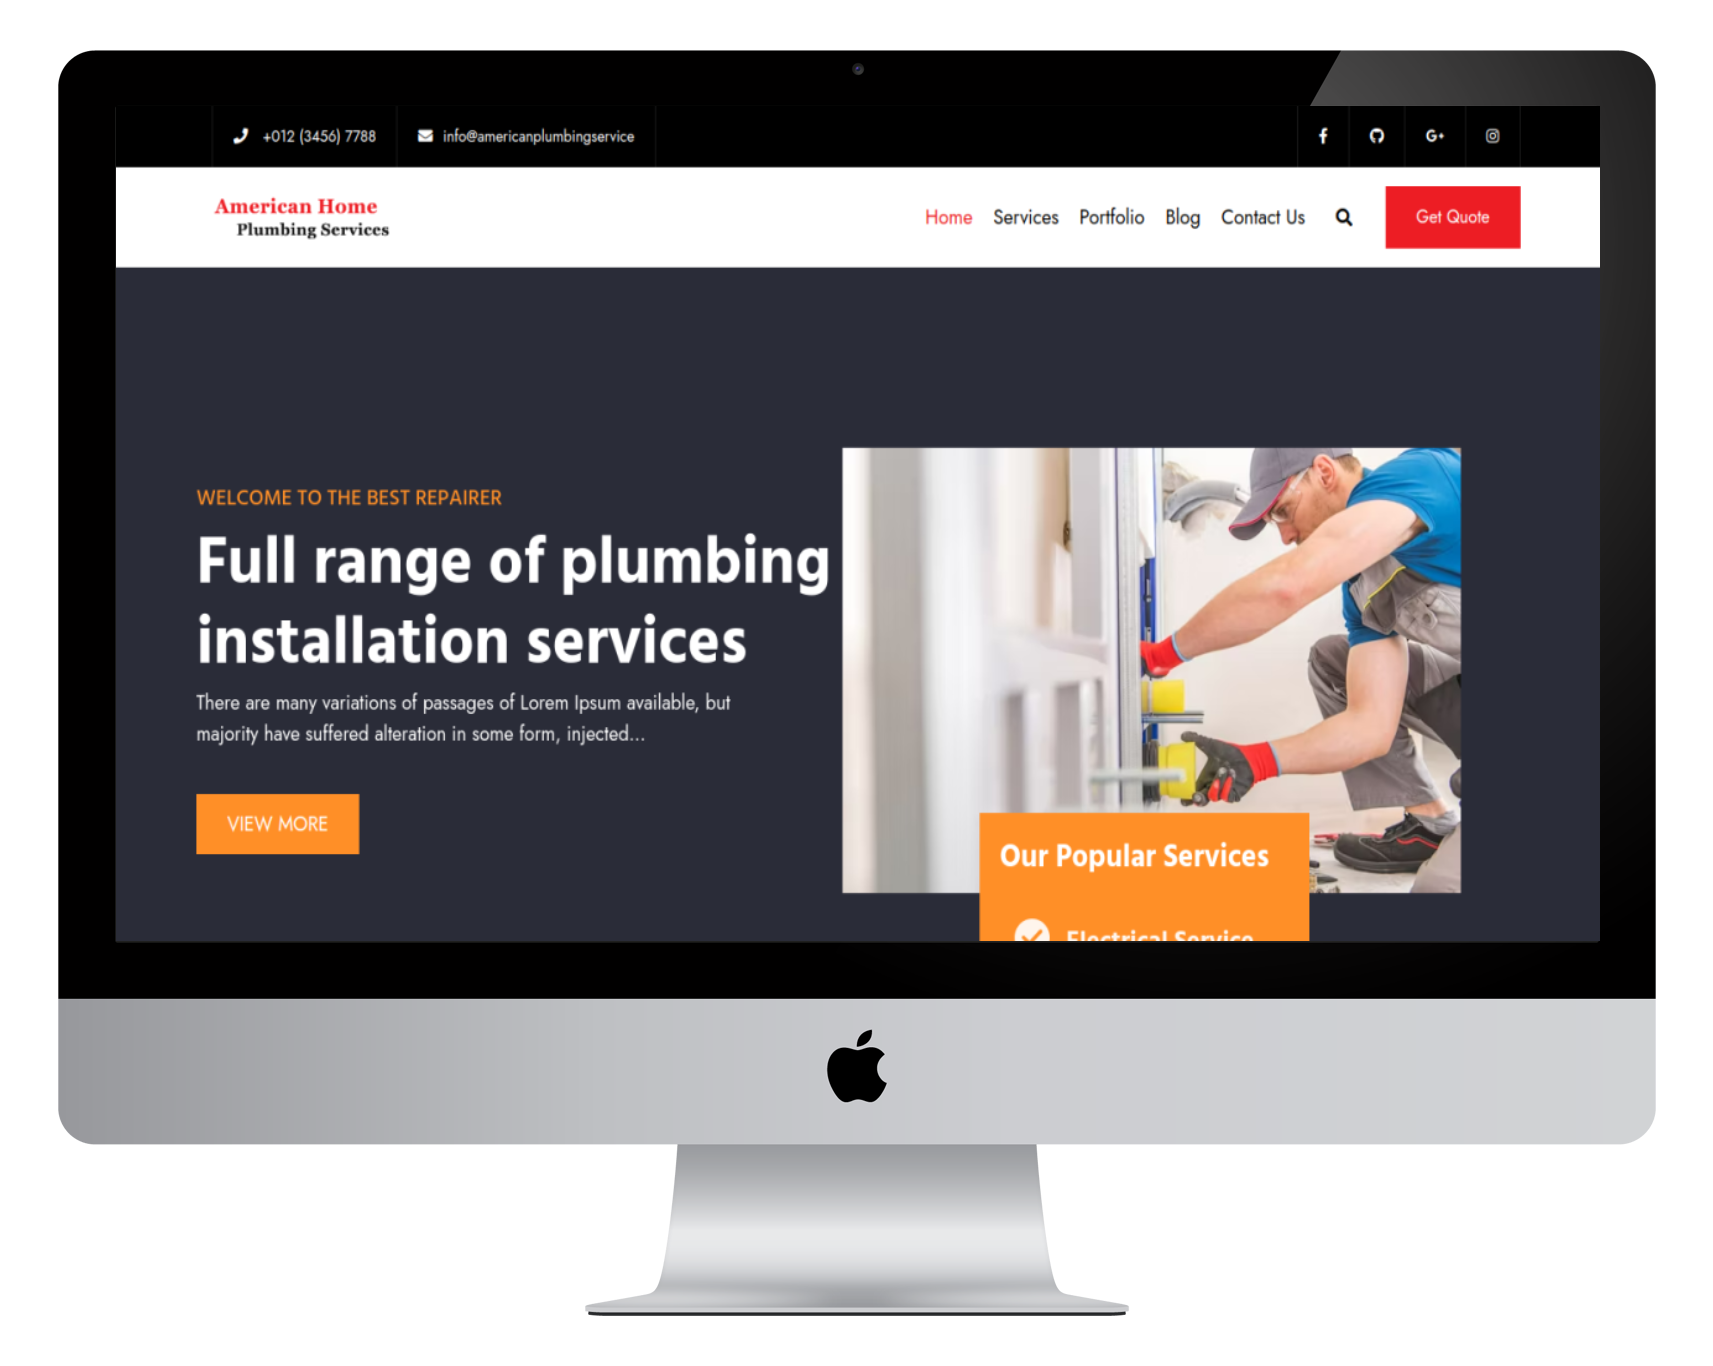 +012 (3456) 7788
info@americanplumbingservice
G+
American Home
Plumbing Services
Home Services Portfolio Blog Contact Us
Get Quote
WELCOME TO THE BEST REPAIRER
Full range of plumbing
installation services
There are many variations of passages of Lorem Ipsum available, but
majority have suffered alteration in some form, injected...
VIEW MORE
Our Popular Services
Electrical Service